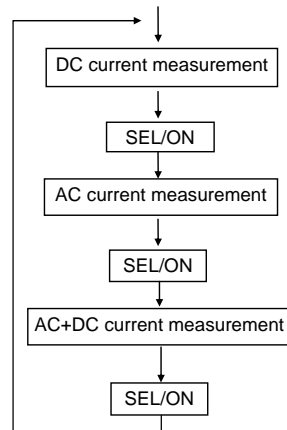 DC current measurement
SEL/ON
AC current measurement
SEL/ON
AC+DC current measurement
SEL/ON